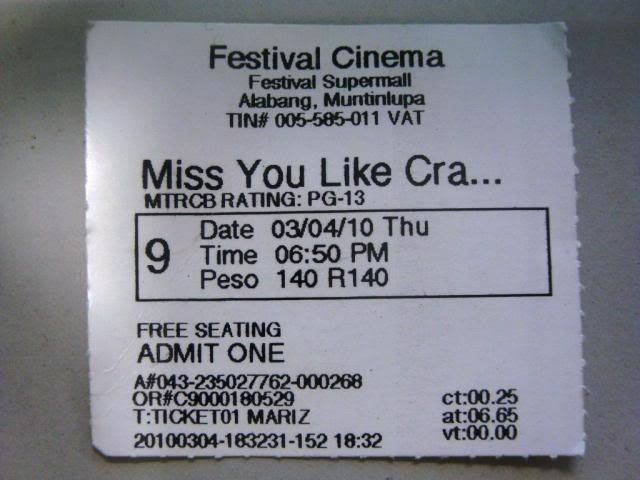 Festival Cinema
Festival Supermall
Alabang, Muntinlupa
TIN# 005-585-011 VAT
Miss You Like Cra...
MTRCB RATING: PG-13
9
Date 03/04/10 Thu
Time 06:50 PM
Peso 140 R140
FREE SEATING
ADMIT ONE
A#043-235027762-000268
OR#C9000180529 ct:00.25
T:TICKET01 MARIZ at:06.65
20100304-183231-152 18:32 vt:00.00